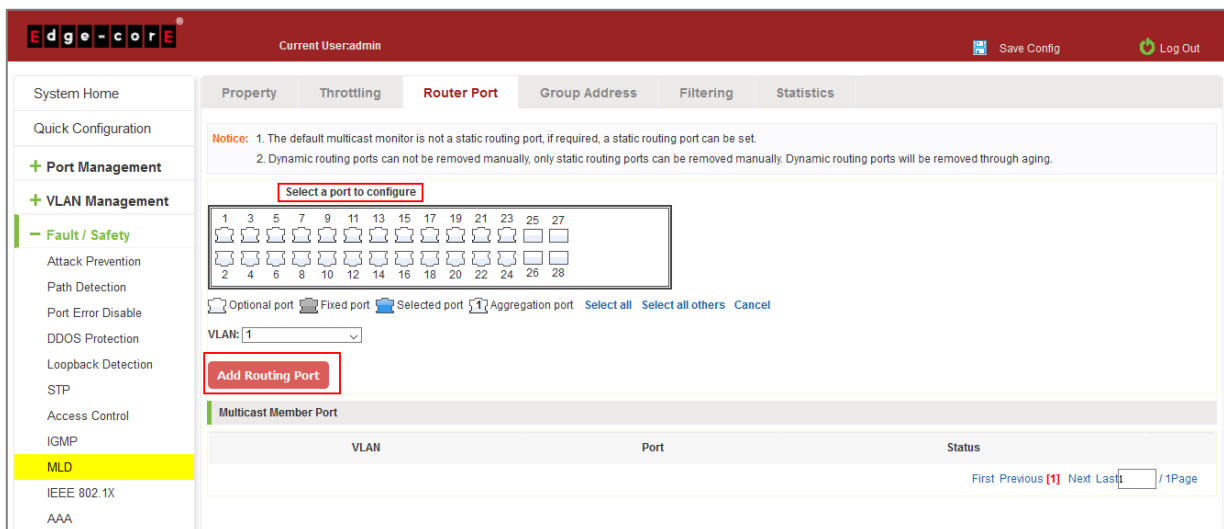 Edge-corE®
Current User:admin
Save Config
Log Out
System Home
Quick Configuration
+ Port Management
+ VLAN Management
− Fault / Safety
Attack Prevention
Path Detection
Port Error Disable
DDOS Protection
Loopback Detection
STP
Access Control
IGMP
MLD
IEEE 802.1X
AAA
Property Throttling Router Port Group Address Filtering Statistics
Notice: 1. The default multicast monitor is not a static routing port, if required, a static routing port can be set.
2. Dynamic routing ports can not be removed manually, only static routing ports can be removed manually. Dynamic routing ports will be removed through aging.
Select a port to configure
1 3 5 7 9 11 13 15 17 19 21 23 25 27
2 4 6 8 10 12 14 16 18 20 22 24 26 28
Optional port Fixed port Selected port 1 Aggregation port Select all Select all others Cancel
VLAN: 1
Add Routing Port
Multicast Member Port
VLAN Port Status
First Previous [1] Next Last 1 / 1Page